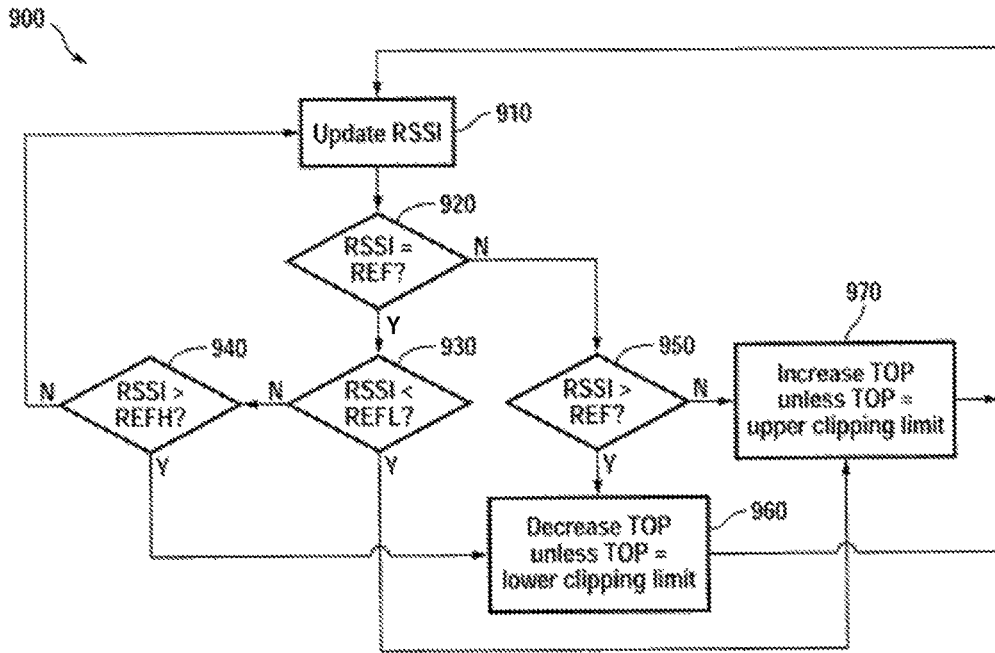 900
Update RSSI
910
920
RSSI =
REF?
N
Y
970
940
930
950
N
RSSI >
REFH?
N
RSSI <
REFL?
RSSI >
REF?
N
Increase TOP
unless TOP =
upper clipping limit
Y
Y
Y
Decrease TOP
unless TOP =
lower clipping limit
960